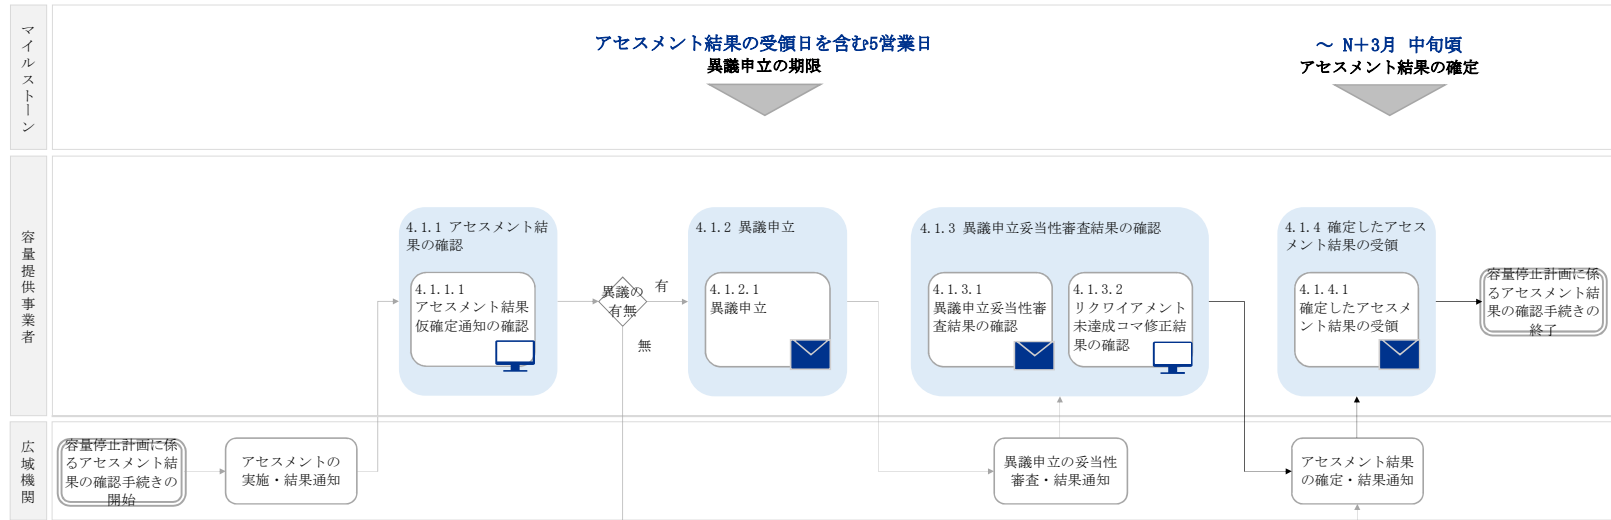 マイルストーン
アセスメント結果の受領日を含む5営業日
異議申立の期限
～ N+3月 中旬頃
アセスメント結果の確定
容量提供事業者
4.1.1 アセスメント結
果の確認
4.1.1.1
アセスメント結果
仮確定通知の確認
異議の
有無
有
無
4.1.2 異議申立
4.1.2.1
異議申立
4.1.3 異議申立妥当性審査結果の確認
4.1.3.1
異議申立妥当性審
査結果の確認
4.1.3.2
リクワイアメント
未達成コマ修正結
果の確認
4.1.4 確定したアセス
メント結果の受領
4.1.4.1
確定したアセスメ
ント結果の受領
容量停止計画に係
るアセスメント結
果の確認手続きの
終了
広域機関
容量停止計画に係
るアセスメント結
果の確認手続きの
開始
アセスメントの
実施・結果通知
異議申立の妥当性
審査・結果通知
アセスメント結果
の確定・結果通知